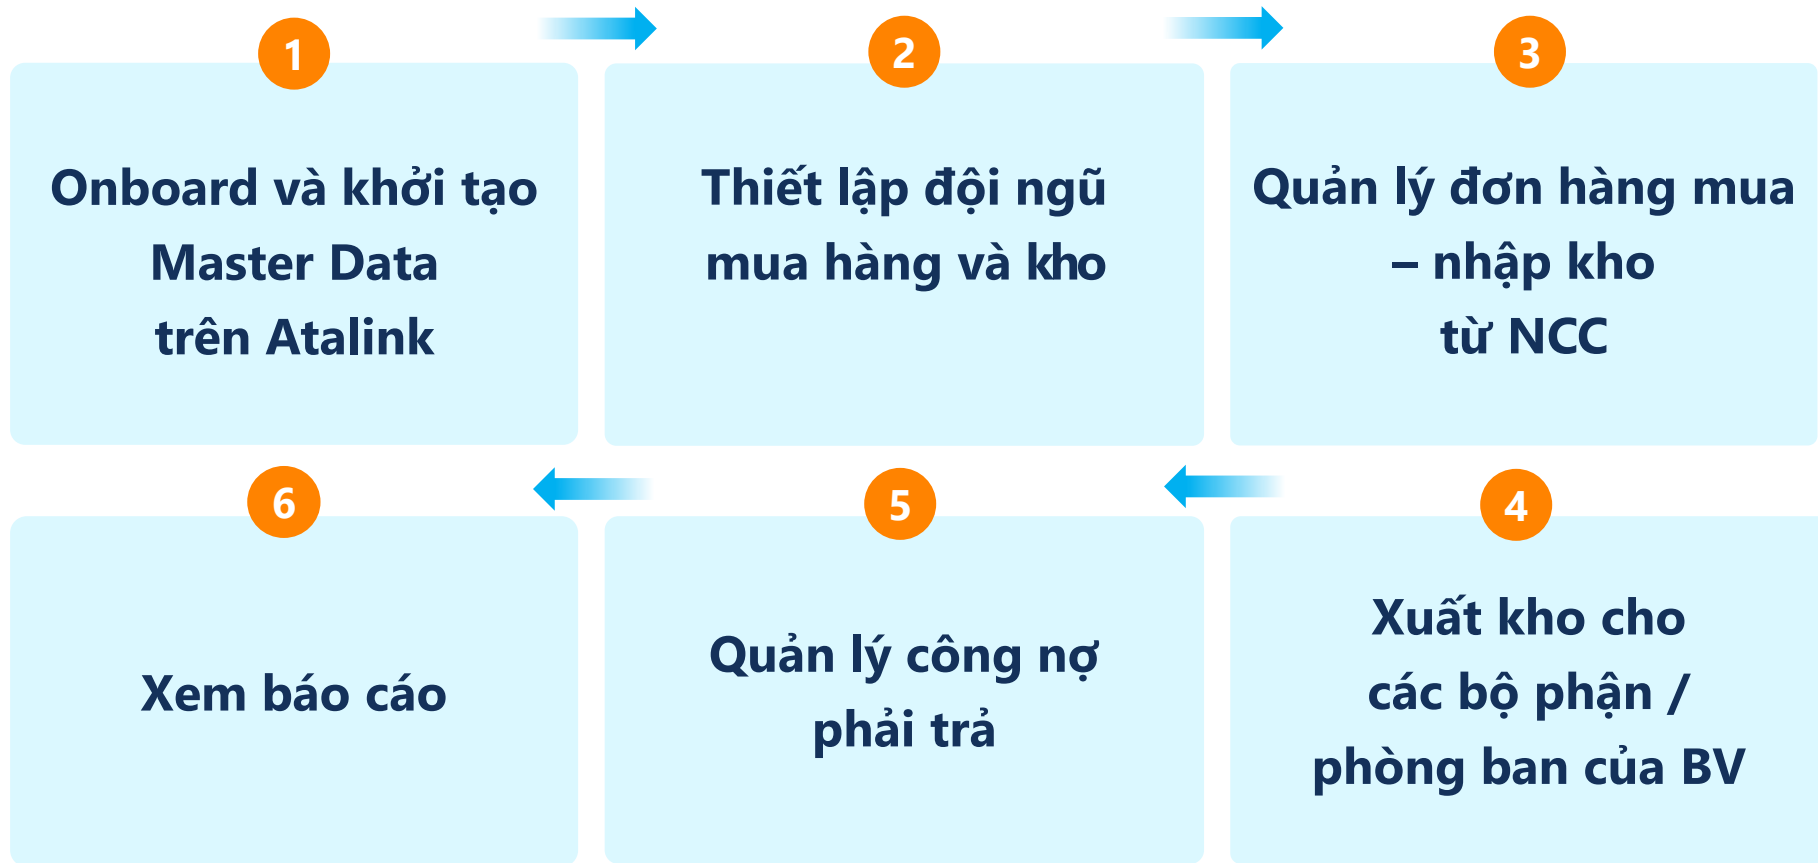 1
Onboard và khởi tạo
Master Data
trên Atalink
2
Thiết lập đội ngũ
mua hàng và kho
3
Quản lý đơn hàng mua
– nhập kho
từ NCC
4
Xuất kho cho
các bộ phận /
phòng ban của BV
5
Quản lý công nợ
phải trả
6
Xem báo cáo